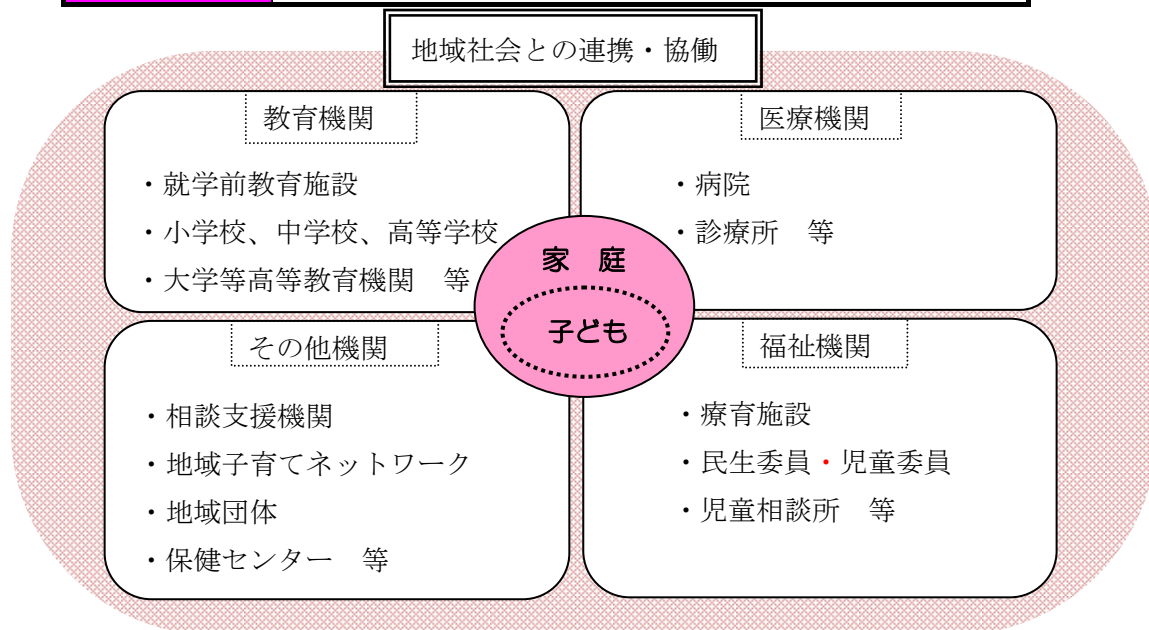 地域社会との連携・協働
教育機関
・就学前教育施設
・小学校、中学校、高等学校
・大学等高等教育機関　等
医療機関
・病院
・診療所　等
家　庭
子ども
その他機関
・相談支援機関
・地域子育てネットワーク
・地域団体
・保健センター　等
福祉機関
・療育施設
・民生委員・児童委員
・児童相談所　等